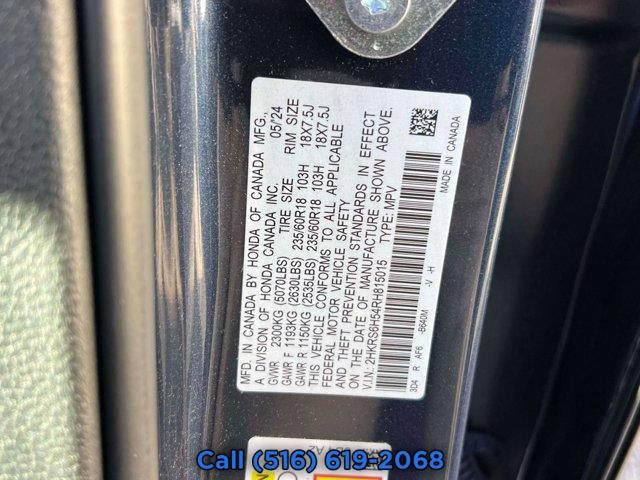 MFD. IN CANADA BY HONDA OF CANADA MFG.,
A DIVISION OF HONDA CANADA INC. 05/24
GVWR 2300KG (5070LBS) TIRE SIZE RIM SIZE
GAWR F 1193KG (2630LBS) 235/60R18 103H 18X7.5J
GAWR R 1150KG (2535LBS) 235/60R18 103H 18X7.5J
THIS VEHICLE CONFORMS TO ALL APPLICABLE
FEDERAL MOTOR VEHICLE SAFETY
AND THEFT PREVENTION STANDARDS IN EFFECT
ON THE DATE OF MANUFACTURE SHOWN ABOVE.
V.I.N.: 2HKRS6H54RH815015 TYPE: MPV
3D4 R AF6 -B640M -V -H
MADE IN CANADA
Call (516) 619-2068